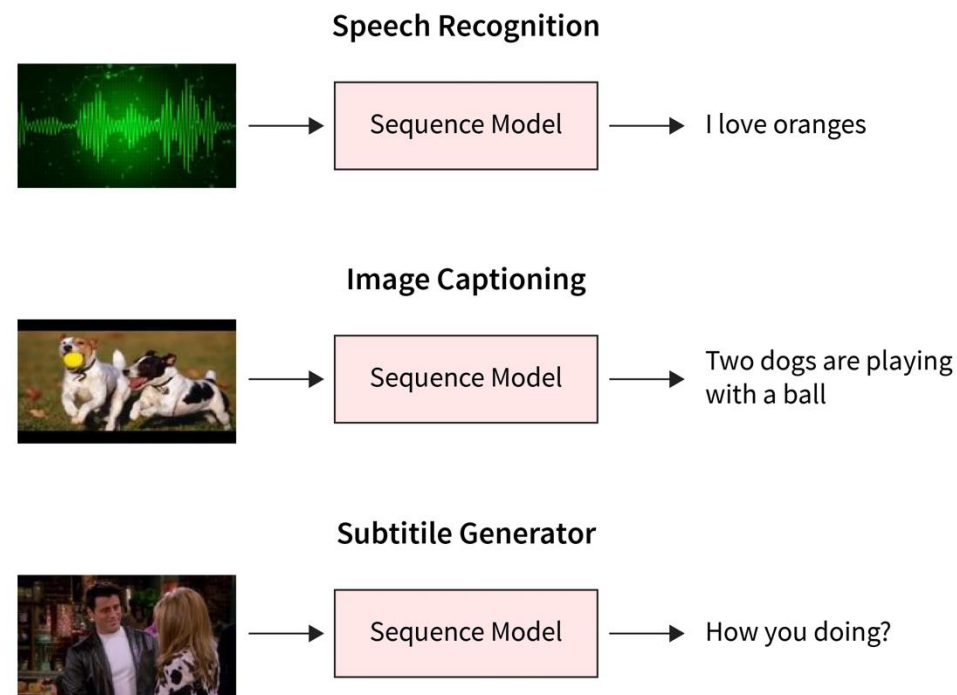 Speech Recognition
Sequence Model
I love oranges
Image Captioning
Sequence Model
Two dogs are playing
with a ball
Subtitile Generator
Sequence Model
How you doing?